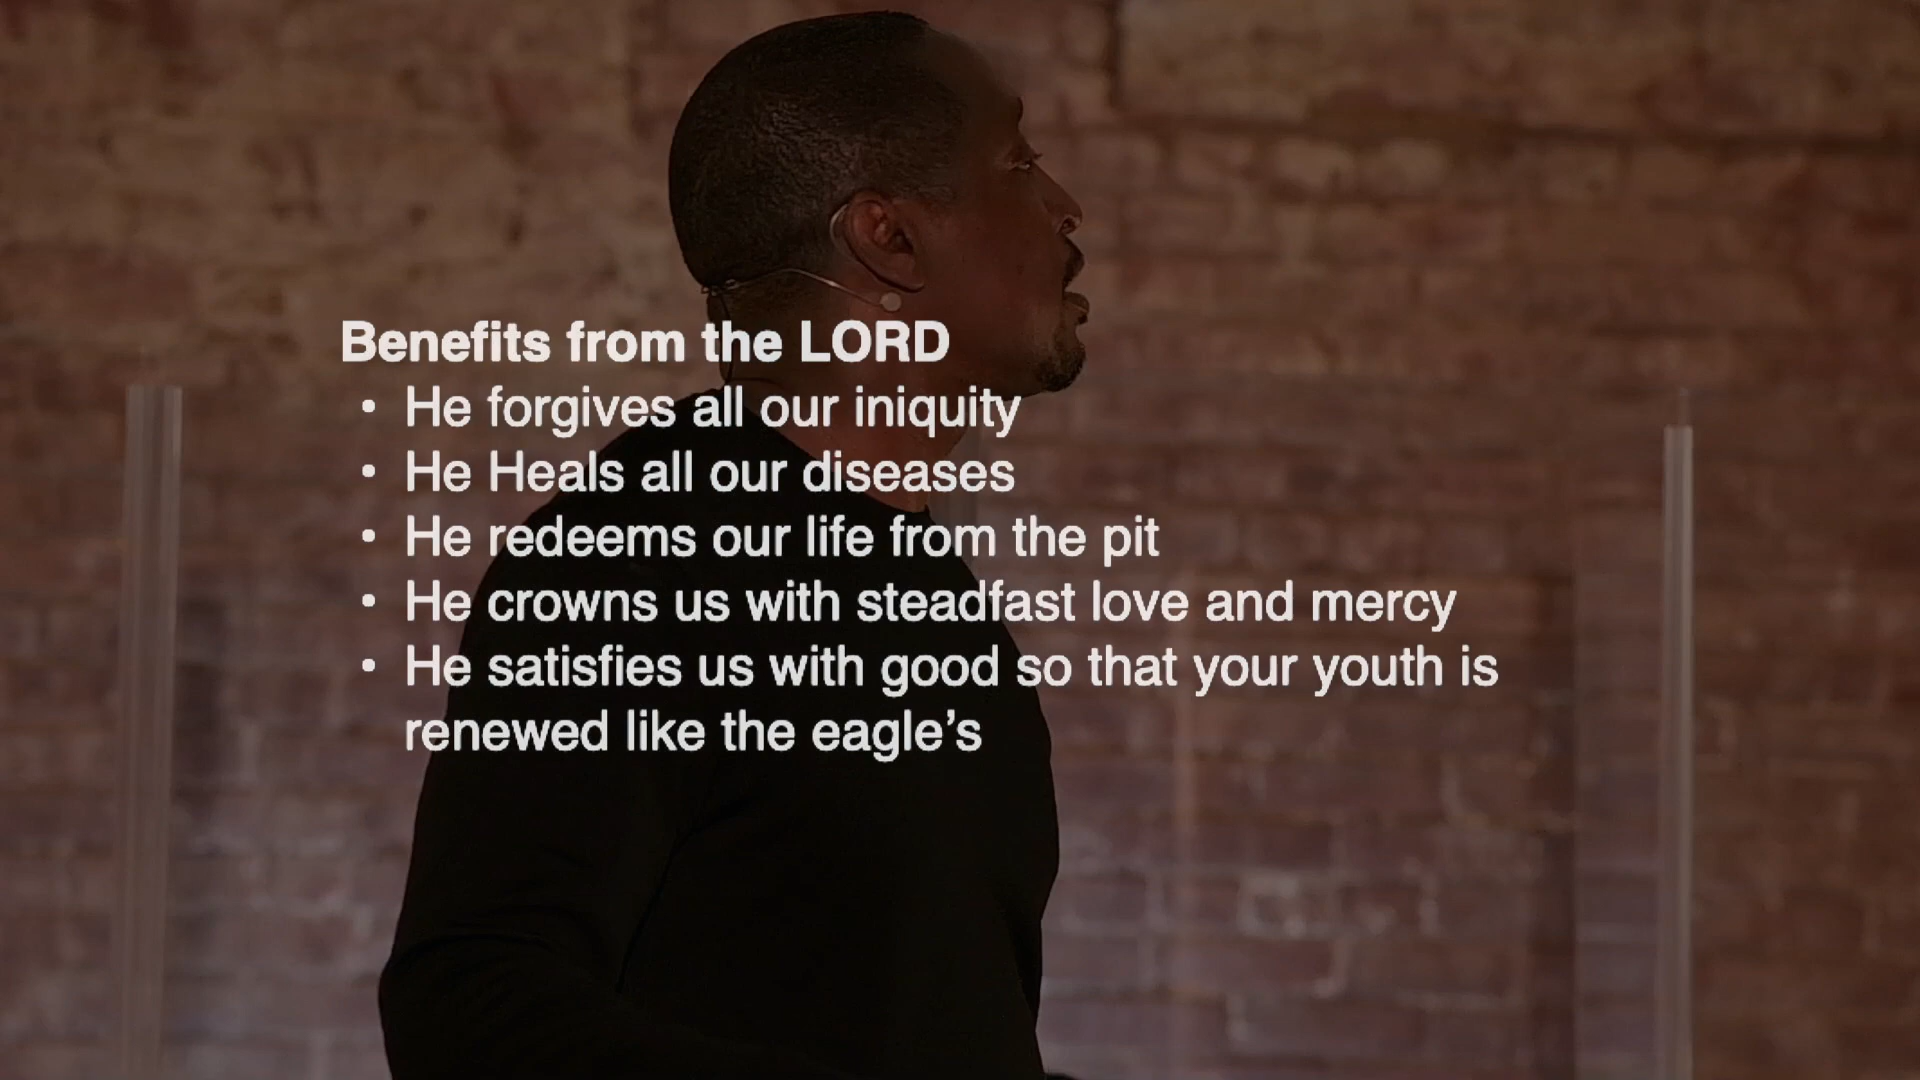 Benefits from the LORD
• He forgives all our iniquity
• He Heals all our diseases
• He redeems our life from the pit
• He crowns us with steadfast love and mercy
• He satisfies us with good so that your youth is
renewed like the eagle’s